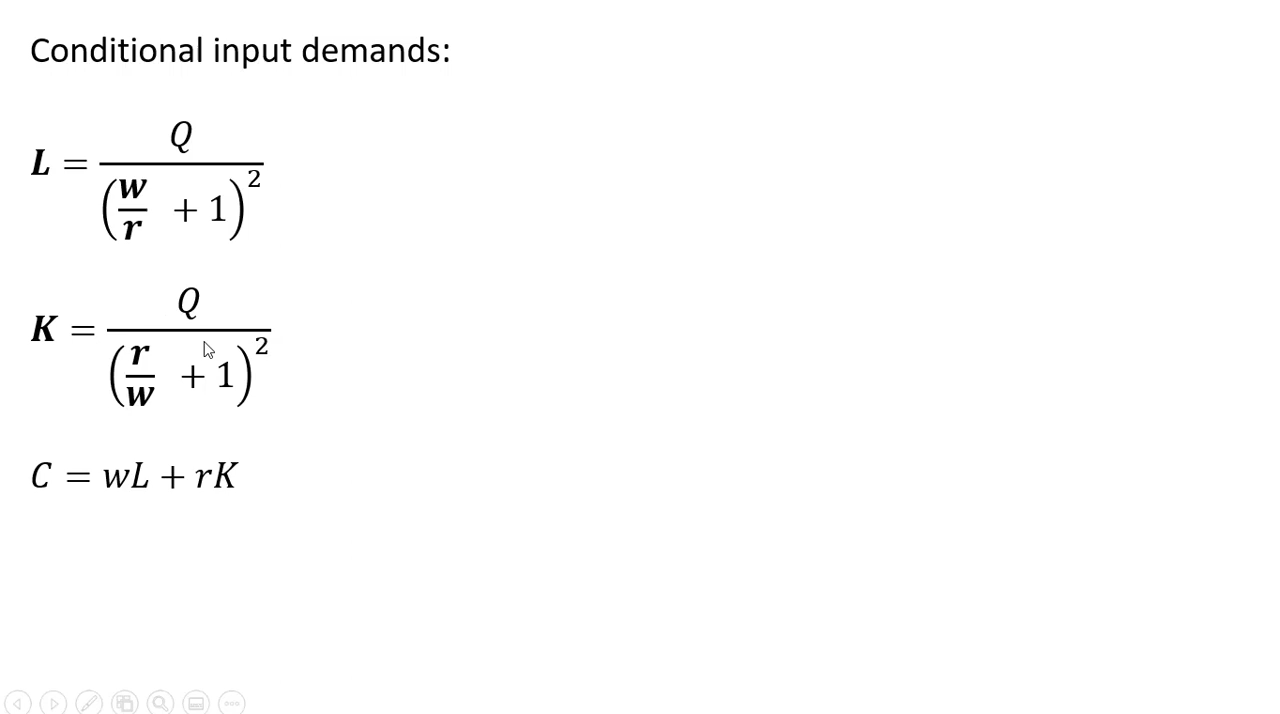 Conditional input demands:
L = Q / (w/r + 1)²
K = Q / (r/w + 1)²
C = wL + rK